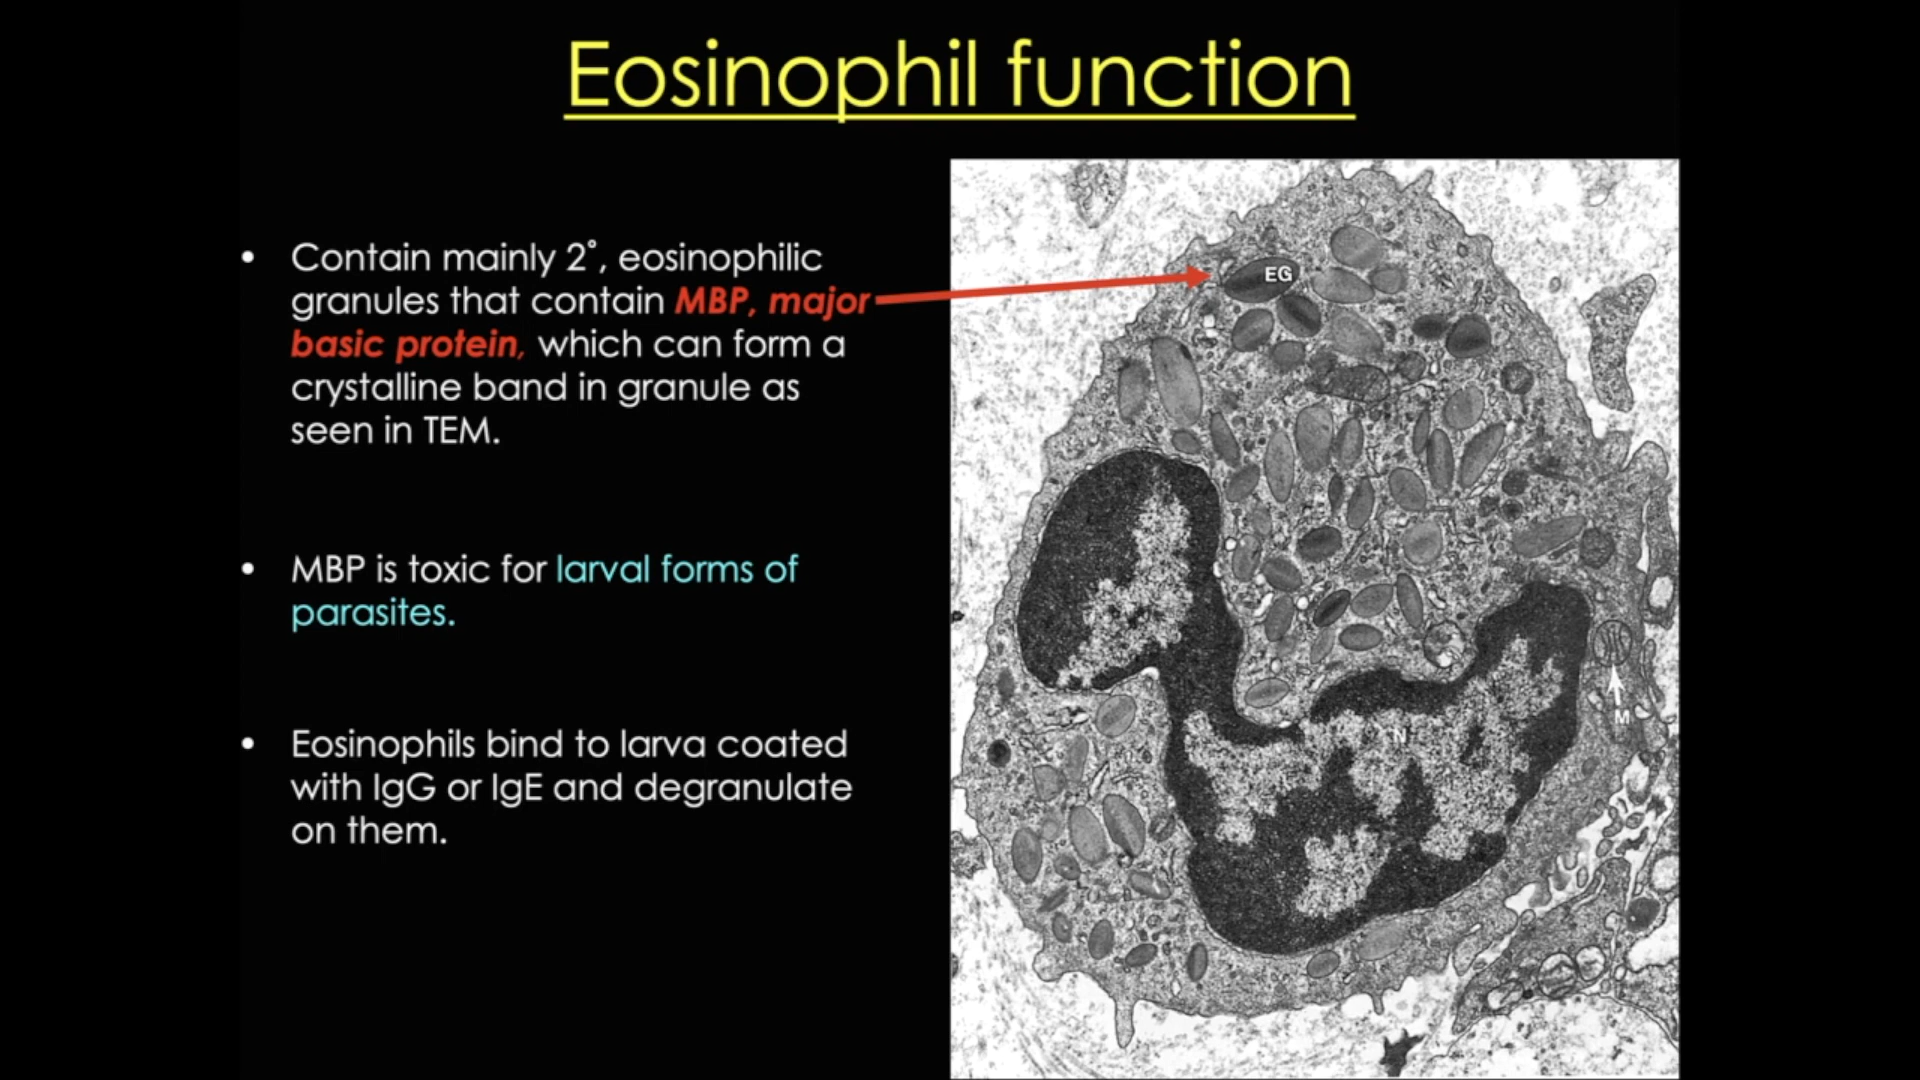 Eosinophil function
• Contain mainly 2°, eosinophilic
granules that contain MBP, major
basic protein, which can form a
crystalline band in granule as
seen in TEM.
• MBP is toxic for larval forms of
parasites.
• Eosinophils bind to larva coated
with IgG or IgE and degranulate
on them.
EG
M
N